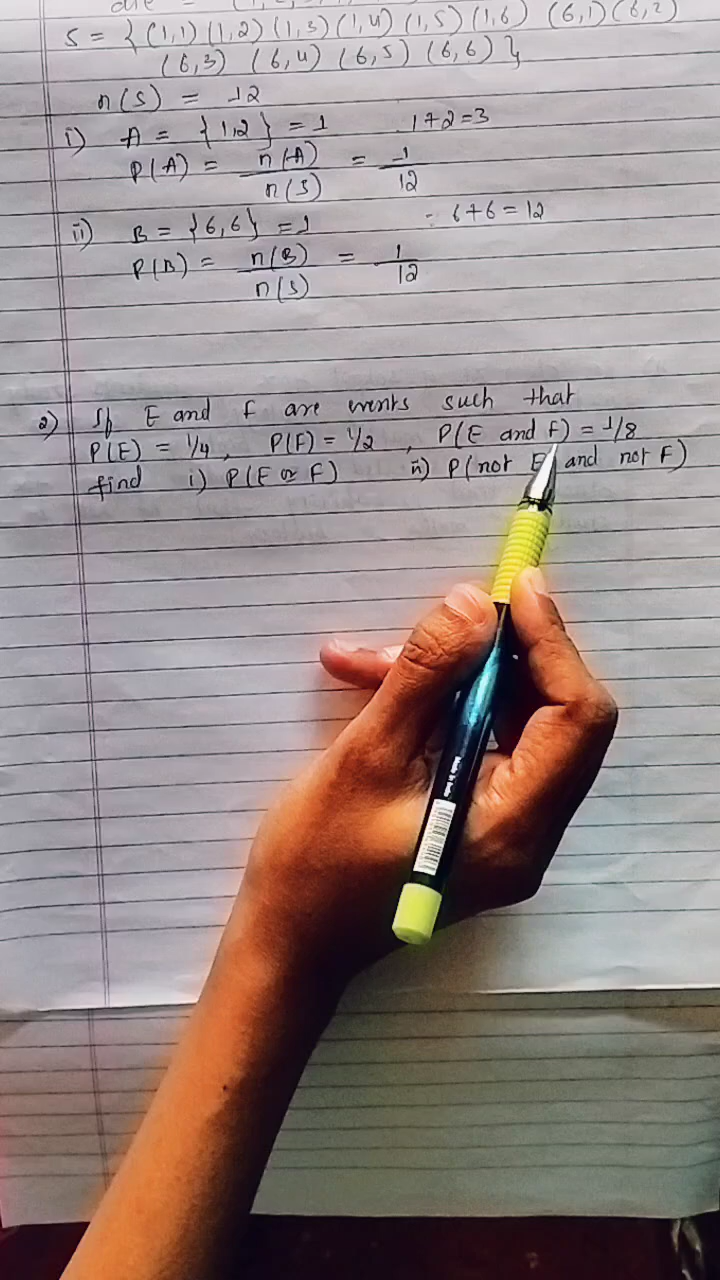 die = (1,
S = { (1,1) (1,2) (1,3) (1,4) (1,5) (1,6) (6,1) (6,2)
(6,3) (6,4) (6,5) (6,6) }
n(S) = 12
i) A = {1,2} = 1 1+2=3
P(A) = n(A)/n(S) = 1/12
ii) B = {6,6} = 1 6+6=12
P(B) = n(B)/n(S) = 1/12
2) If E and F are events such that
P(E) = 1/4, P(F) = 1/2, P(E and F) = 1/8
find i) P(E or F) ii) P(not E and not F)